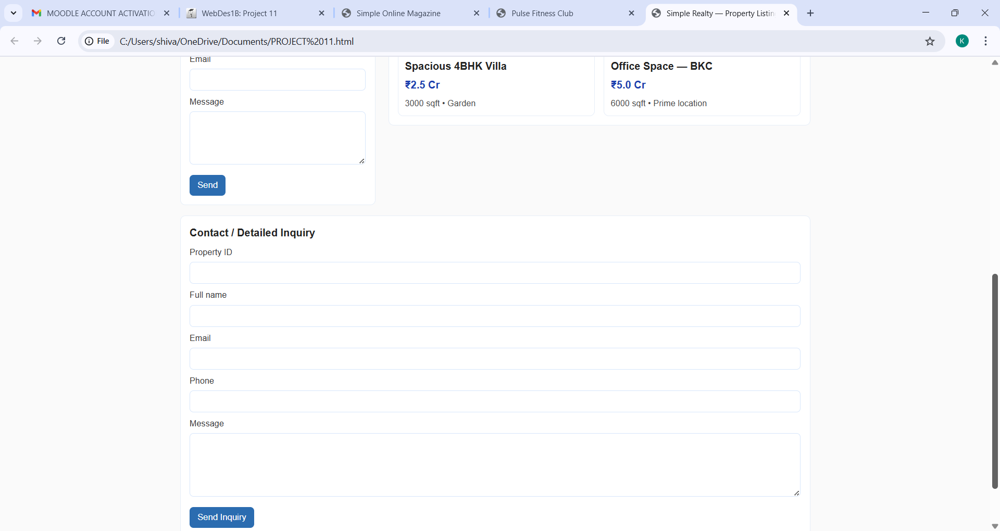 MOODLE ACCOUNT ACTIVATIO
WebDes1B: Project 11
Simple Online Magazine
Pulse Fitness Club
Simple Realty — Property Listin
File
C:/Users/shiva/OneDrive/Documents/PROJECT%2011.html
K
Email
Message
Send
Spacious 4BHK Villa
₹2.5 Cr
3000 sqft • Garden
Office Space — BKC
₹5.0 Cr
6000 sqft • Prime location
Contact / Detailed Inquiry
Property ID
Full name
Email
Phone
Message
Send Inquiry